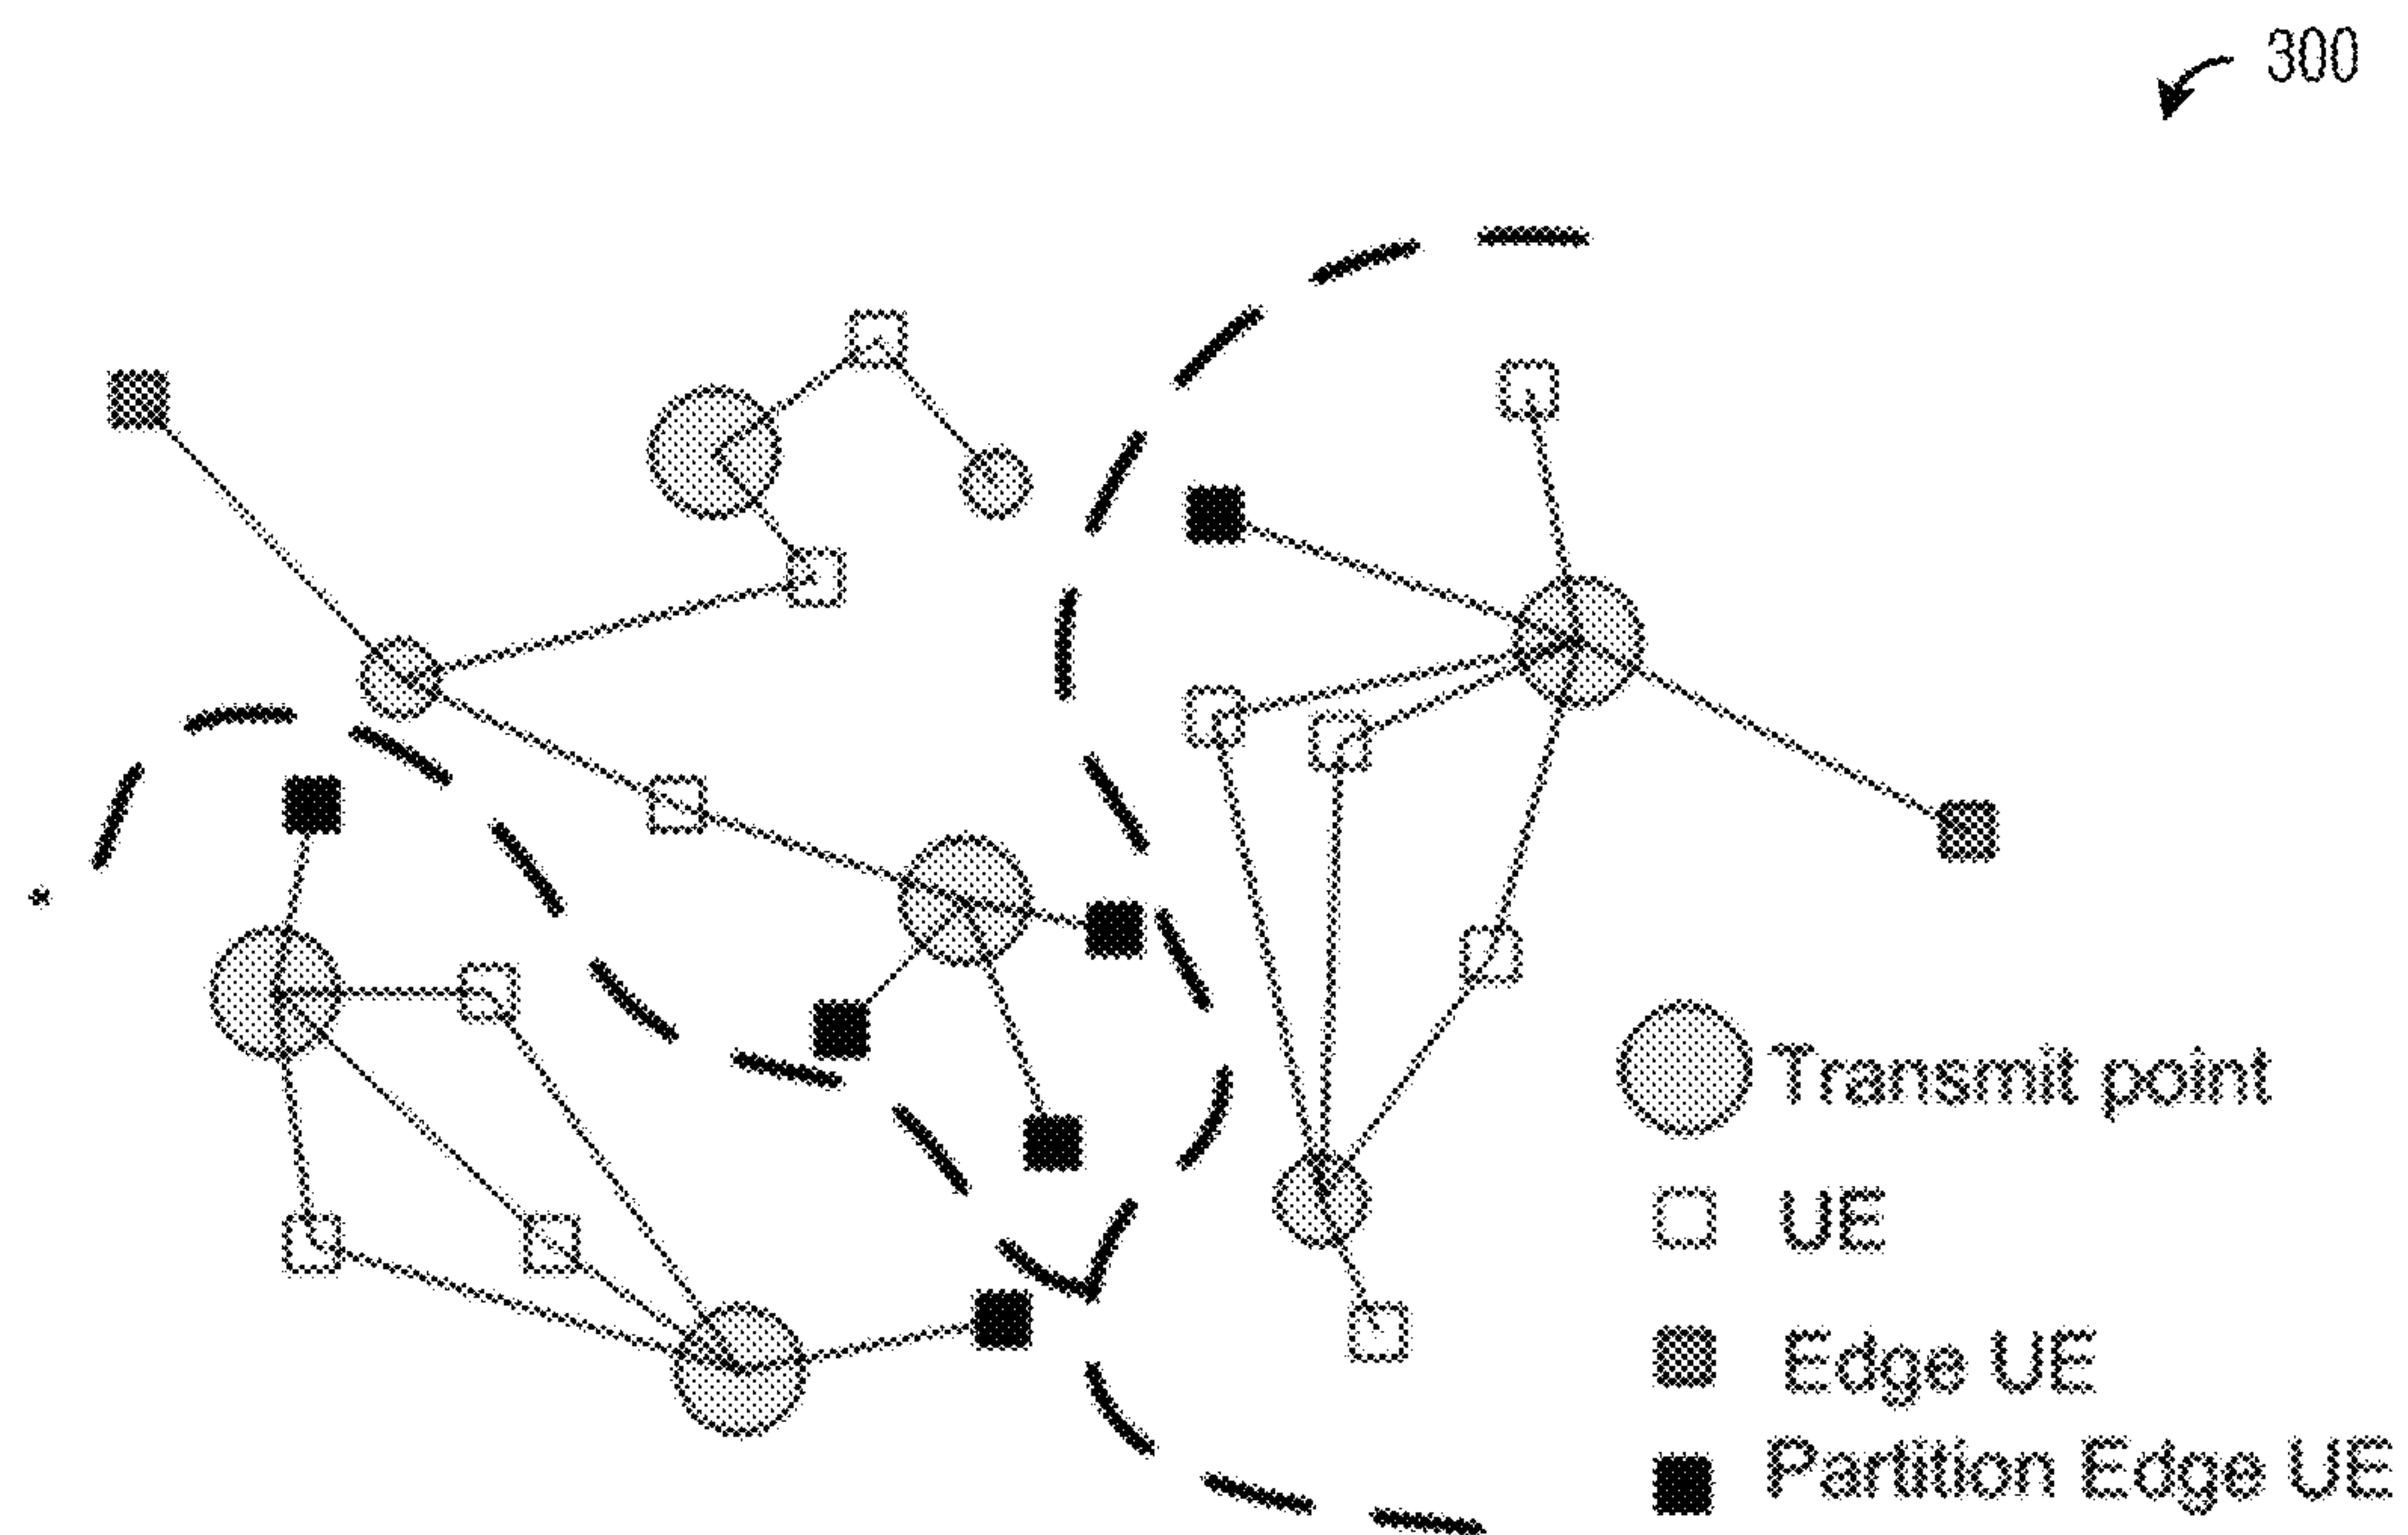 300
Transmit point
UE
Edge UE
Partition Edge UE